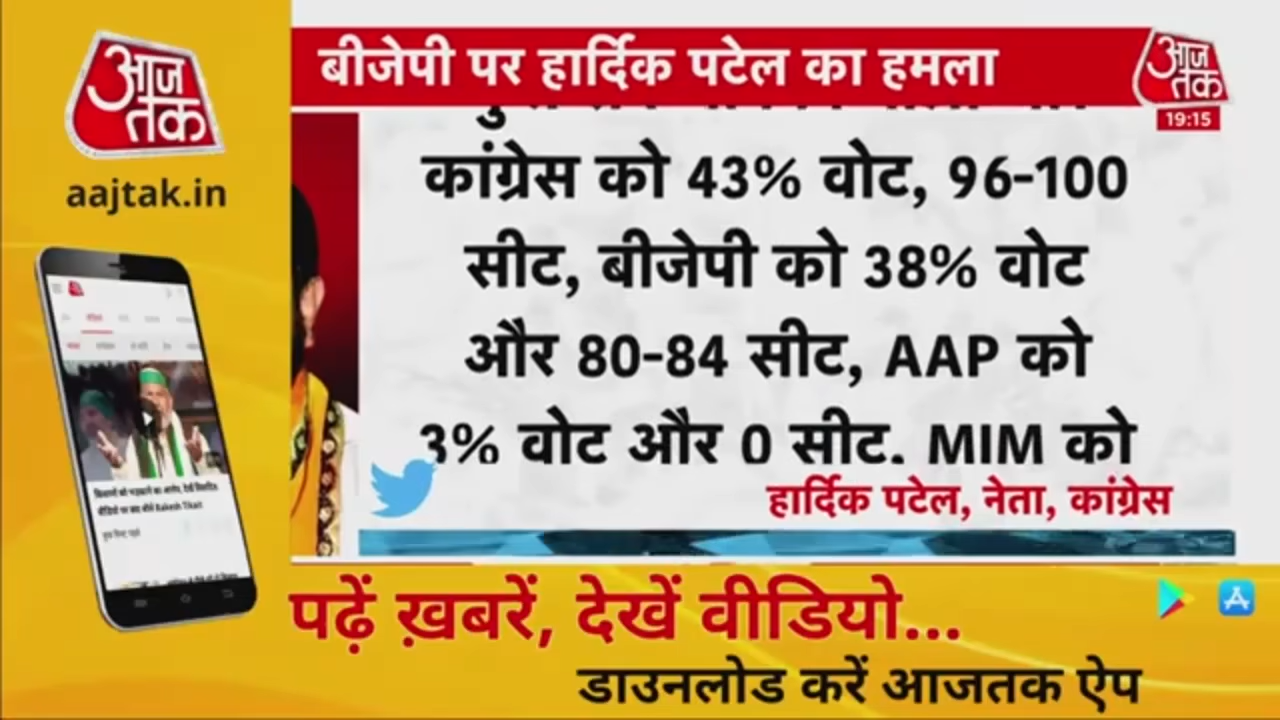 आज तक
aajtak.in
बीजेपी पर हार्दिक पटेल का हमला
आज तक
19:15
कांग्रेस को 43% वोट, 96-100
सीट, बीजेपी को 38% वोट
और 80-84 सीट, AAP को
3% वोट और 0 सीट. MIM को
हार्दिक पटेल, नेता, कांग्रेस
पढ़ें ख़बरें, देखें वीडियो...
डाउनलोड करें आजतक ऐप